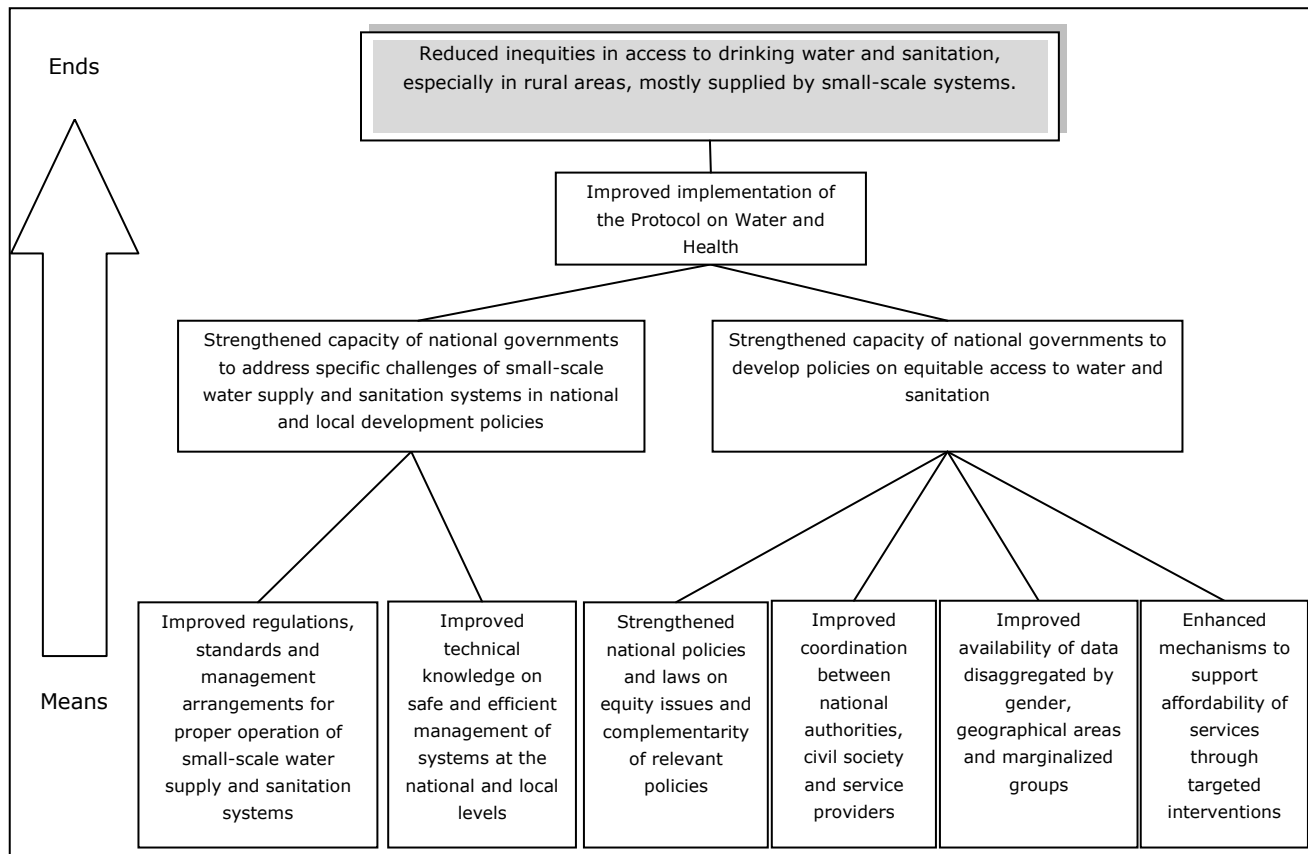 Ends
Reduced inequities in access to drinking water and sanitation,
especially in rural areas, mostly supplied by small-scale systems.
Improved implementation of
the Protocol on Water and
Health
Strengthened capacity of national governments
to address specific challenges of small-scale
water supply and sanitation systems in national
and local development policies
Strengthened capacity of national governments to
develop policies on equitable access to water and
sanitation
Means
Improved regulations,
standards and
management
arrangements for
proper operation of
small-scale water
supply and sanitation
systems
Improved
technical
knowledge on
safe and efficient
management of
systems at the
national and local
levels
Strengthened
national policies
and laws on
equity issues and
complementarity
of relevant
policies
Improved
coordination
between
national
authorities,
civil society
and service
providers
Improved
availability of data
disaggregated by
gender,
geographical areas
and marginalized
groups
Enhanced
mechanisms to
support
affordability of
services
through
targeted
interventions